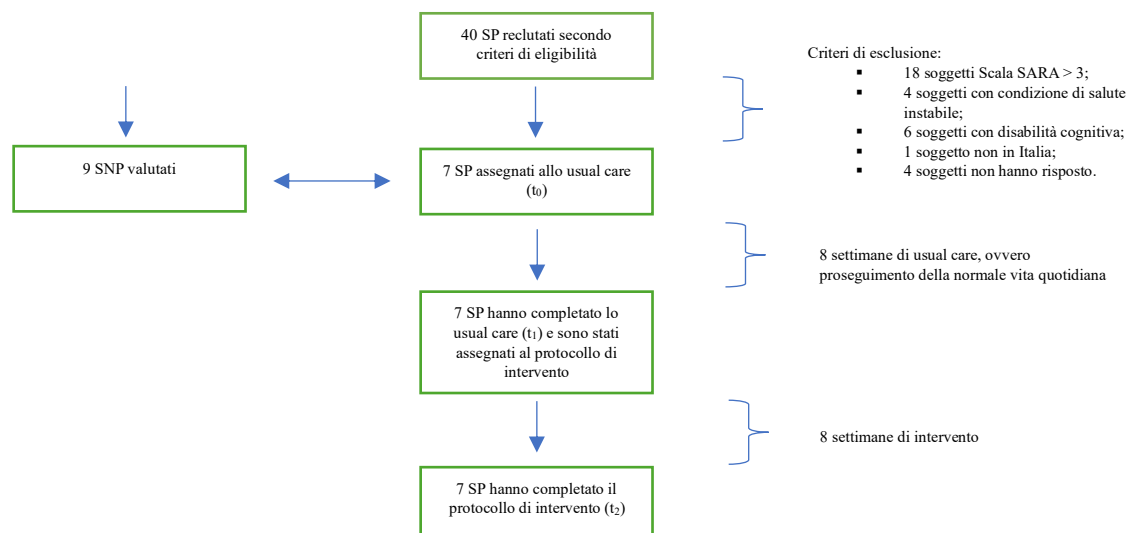 40 SP reclutati secondo
criteri di eligibilità
Criteri di esclusione:
▪ 18 soggetti Scala SARA > 3;
▪ 4 soggetti con condizione di salute
instabile;
▪ 6 soggetti con disabilità cognitiva;
▪ 1 soggetto non in Italia;
▪ 4 soggetti non hanno risposto.
9 SNP valutati
7 SP assegnati allo usual care
(t₀)
8 settimane di usual care, ovvero
proseguimento della normale vita quotidiana
7 SP hanno completato lo
usual care (t₁) e sono stati
assegnati al protocollo di
intervento
8 settimane di intervento
7 SP hanno completato il
protocollo di intervento (t₂)